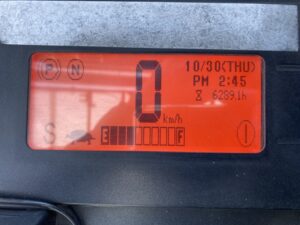 P N
10/30(THU)
PM 2:45
6289.1h
0 km/h
S E F